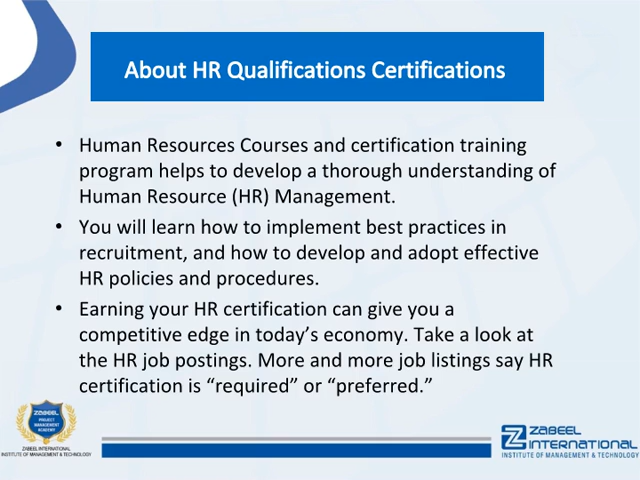 About HR Qualifications Certifications
• Human Resources Courses and certification training
program helps to develop a thorough understanding of
Human Resource (HR) Management.
• You will learn how to implement best practices in
recruitment, and how to develop and adopt effective
HR policies and procedures.
• Earning your HR certification can give you a
competitive edge in today’s economy. Take a look at
the HR job postings. More and more job listings say HR
certification is “required” or “preferred.”
ZABEEL
PROJECT
MANAGEMENT
ACADEMY
ZABEEL INTERNATIONAL
INSTITUTE OF MANAGEMENT & TECHNOLOGY
ZABEEL
INTERNATIONAL
INSTITUTE OF MANAGEMENT & TECHNOLOGY